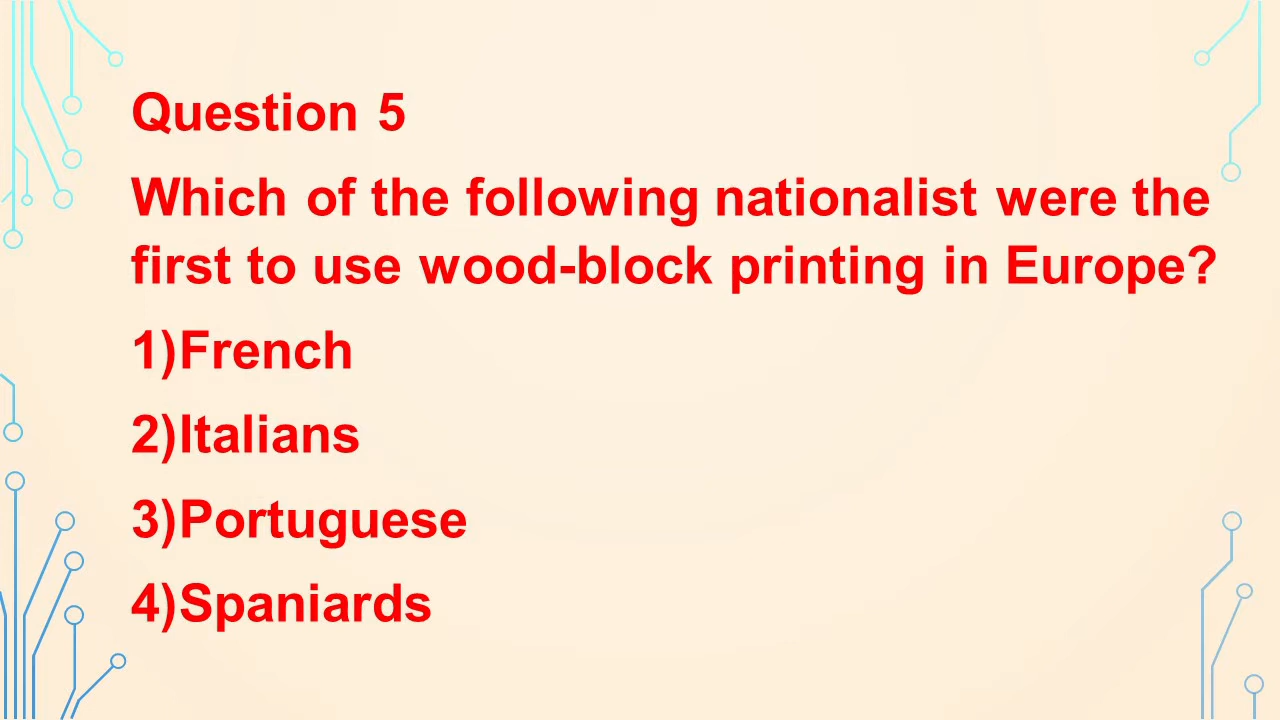 Question 5
Which of the following nationalist were the
first to use wood-block printing in Europe?
1)French
2)Italians
3)Portuguese
4)Spaniards